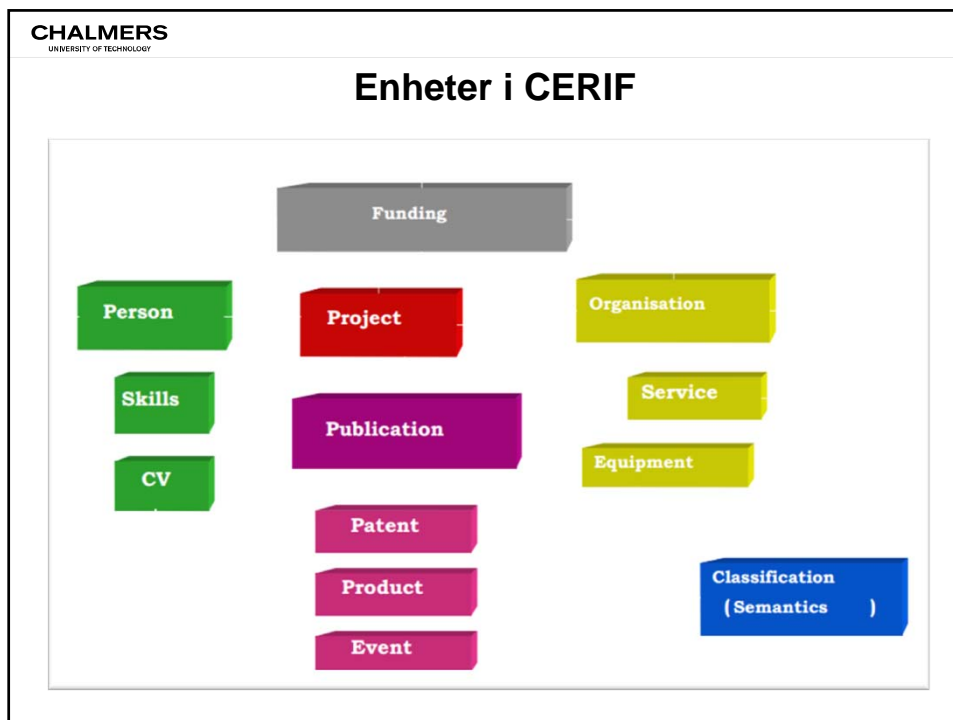 CHALMERS
UNIVERSITY OF TECHNOLOGY
Enheter i CERIF
Funding
Person
Project
Organisation
Skills
Service
Publication
CV
Equipment
Patent
Product
Classification
(Semantics )
Event